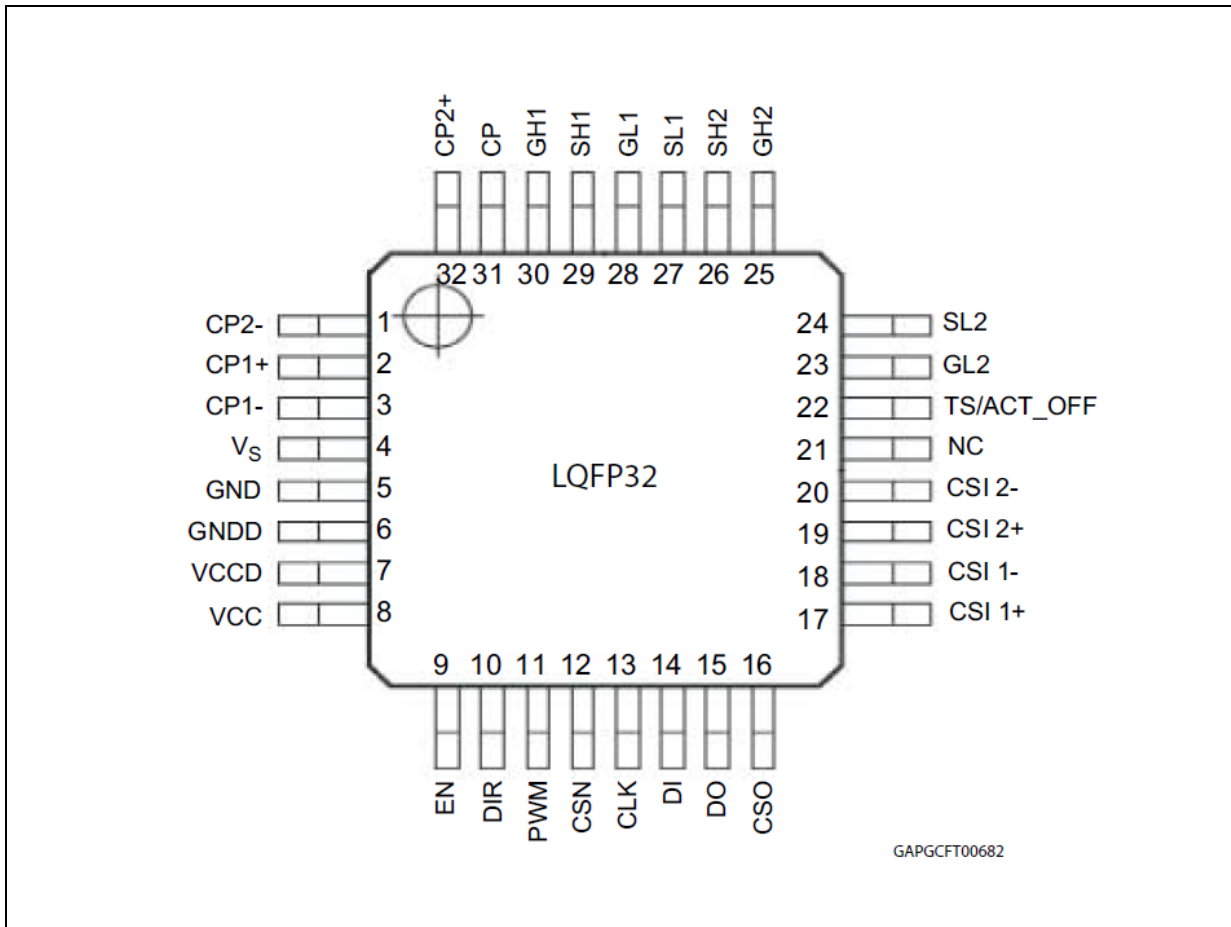 CP2+ CP GH1 SH1 GL1 SL1 SH2 GH2
32 31 30 29 28 27 26 25
CP2- 1 24 SL2
CP1+ 2 23 GL2
CP1- 3 22 TS/ACT_OFF
VS 4 21 NC
LQFP32
GND 5 20 CSI 2-
GNDD 6 19 CSI 2+
VCCD 7 18 CSI 1-
VCC 8 17 CSI 1+
9 10 11 12 13 14 15 16
EN DIR PWM CSN CLK DI DO CSO
GAPGCFT00682